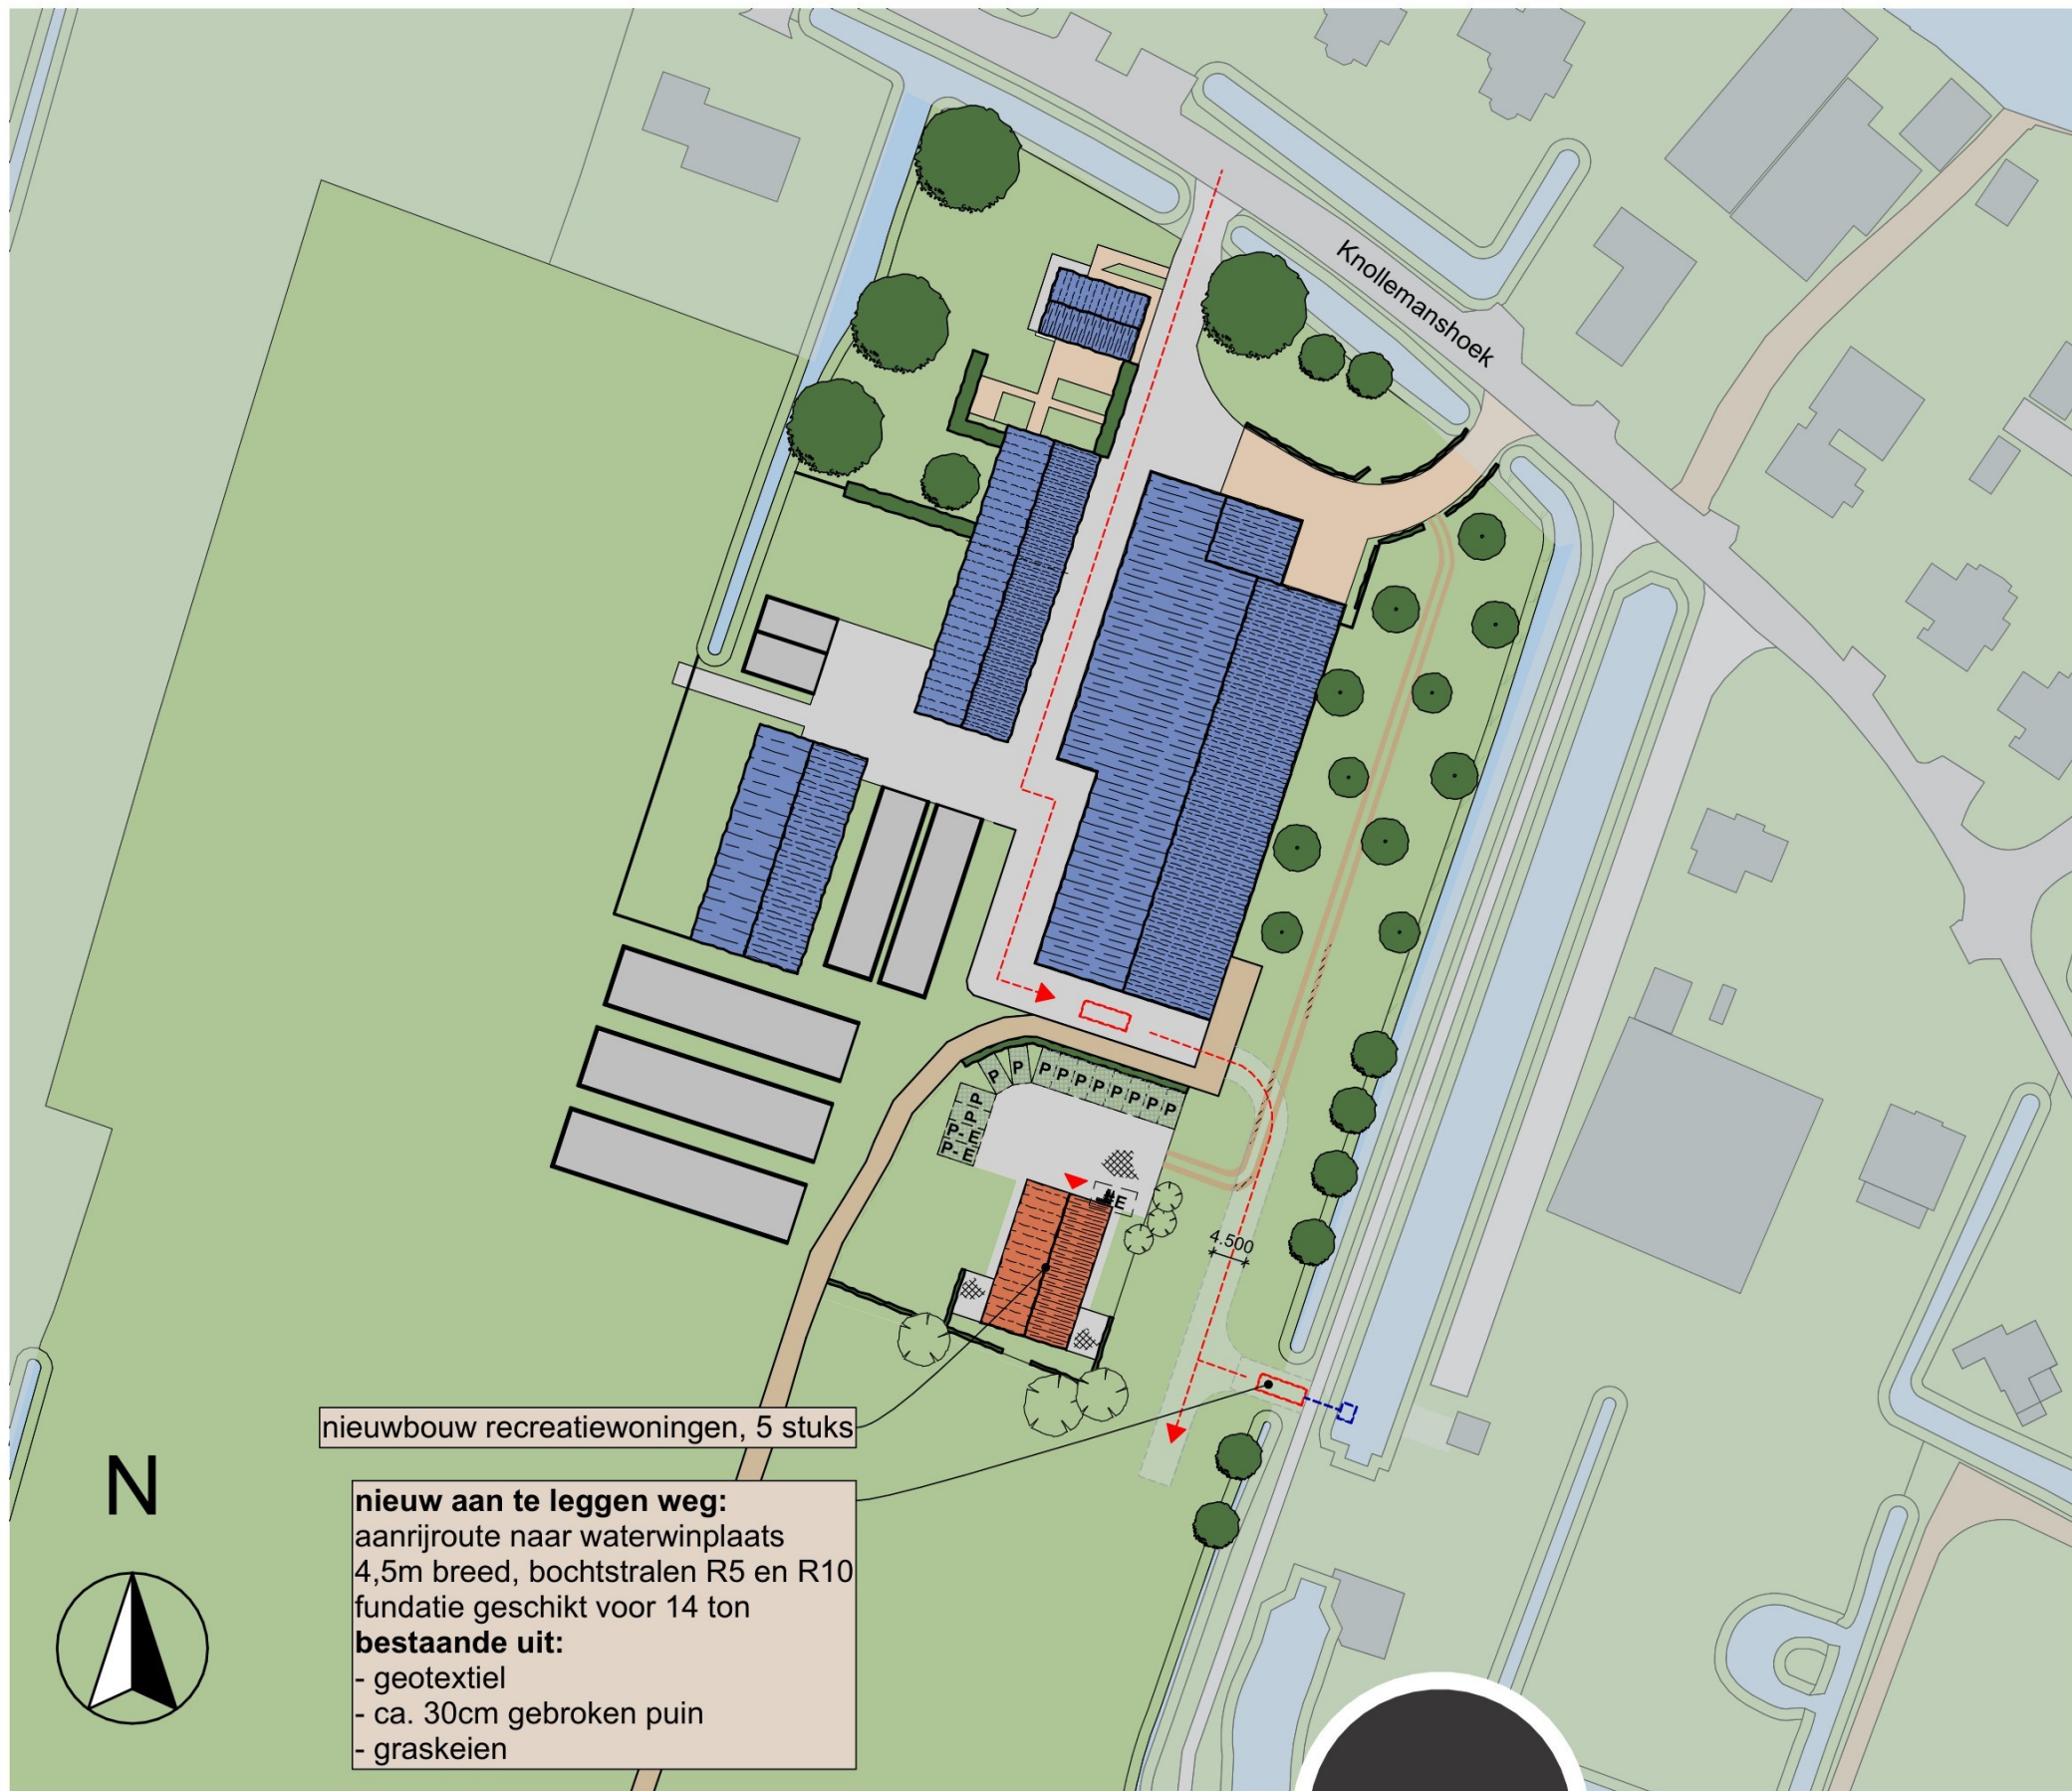 Knollemanshoek
P P P P P P P P P P
P
P
P-E
P-E
E
4.500
nieuwbouw recreatiewoningen, 5 stuks
N
nieuw aan te leggen weg:
aanrijroute naar waterwinplaats
4,5m breed, bochtstralen R5 en R10
fundatie geschikt voor 14 ton
bestaande uit:
- geotextiel
- ca. 30cm gebroken puin
- graskeien